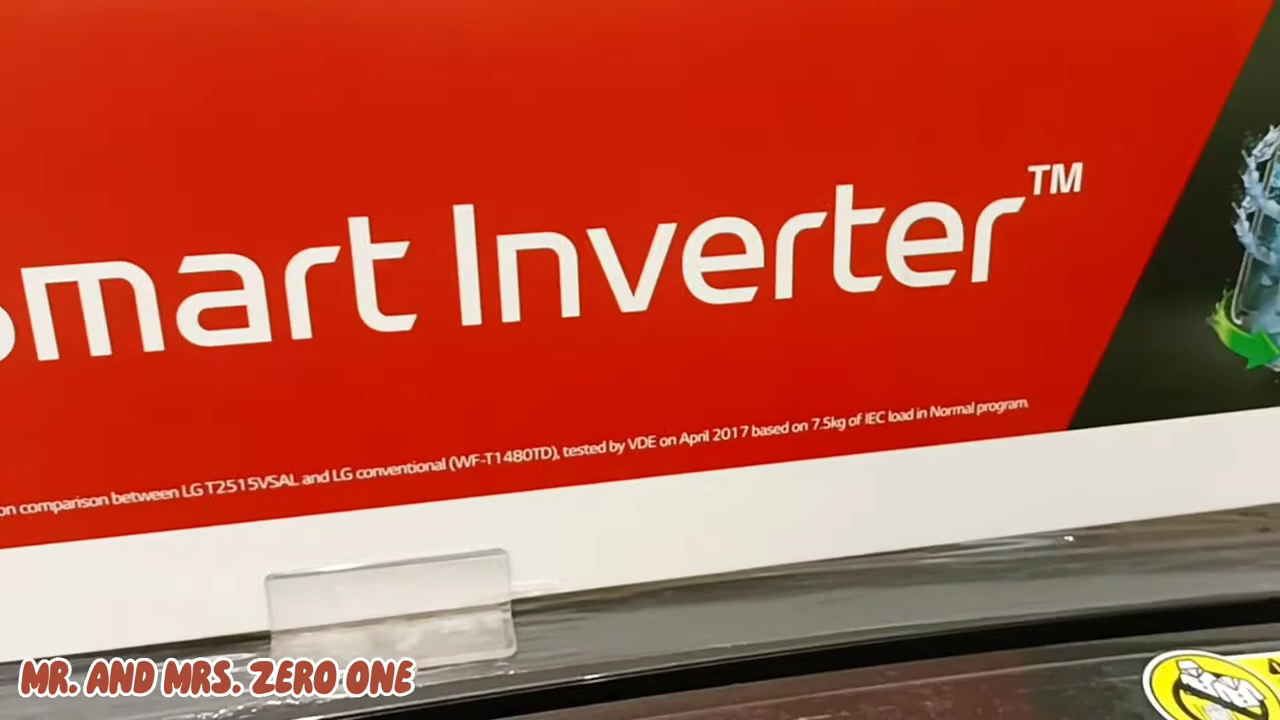 Smart Inverter™
on comparison between LG T2515VSAL and LG conventional (WF-T1480TD), tested by VDE on April 2017 based on 7.5kg of IEC load in Normal program.
MR. AND MRS. ZERO ONE